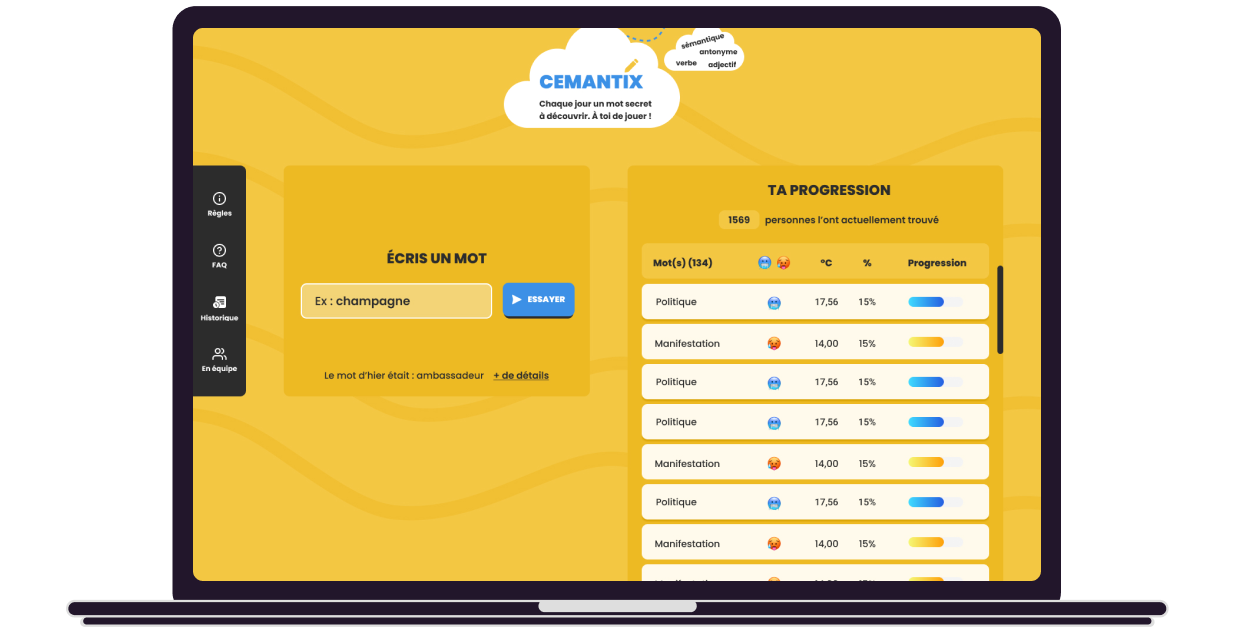 sémantique
antonyme
verbe adjectif
CEMANTIX
Chaque jour un mot secret
à découvrir. À toi de jouer !
Règles
FAQ
Historique
En équipe
ÉCRIS UN MOT
Ex : champagne
ESSAYER
Le mot d'hier était : ambassadeur + de détails
TA PROGRESSION
1569 personnes l'ont actuellement trouvé
Mot(s) (134) °C % Progression
Politique 17,56 15%
Manifestation 14,00 15%
Politique 17,56 15%
Politique 17,56 15%
Manifestation 14,00 15%
Politique 17,56 15%
Manifestation 14,00 15%